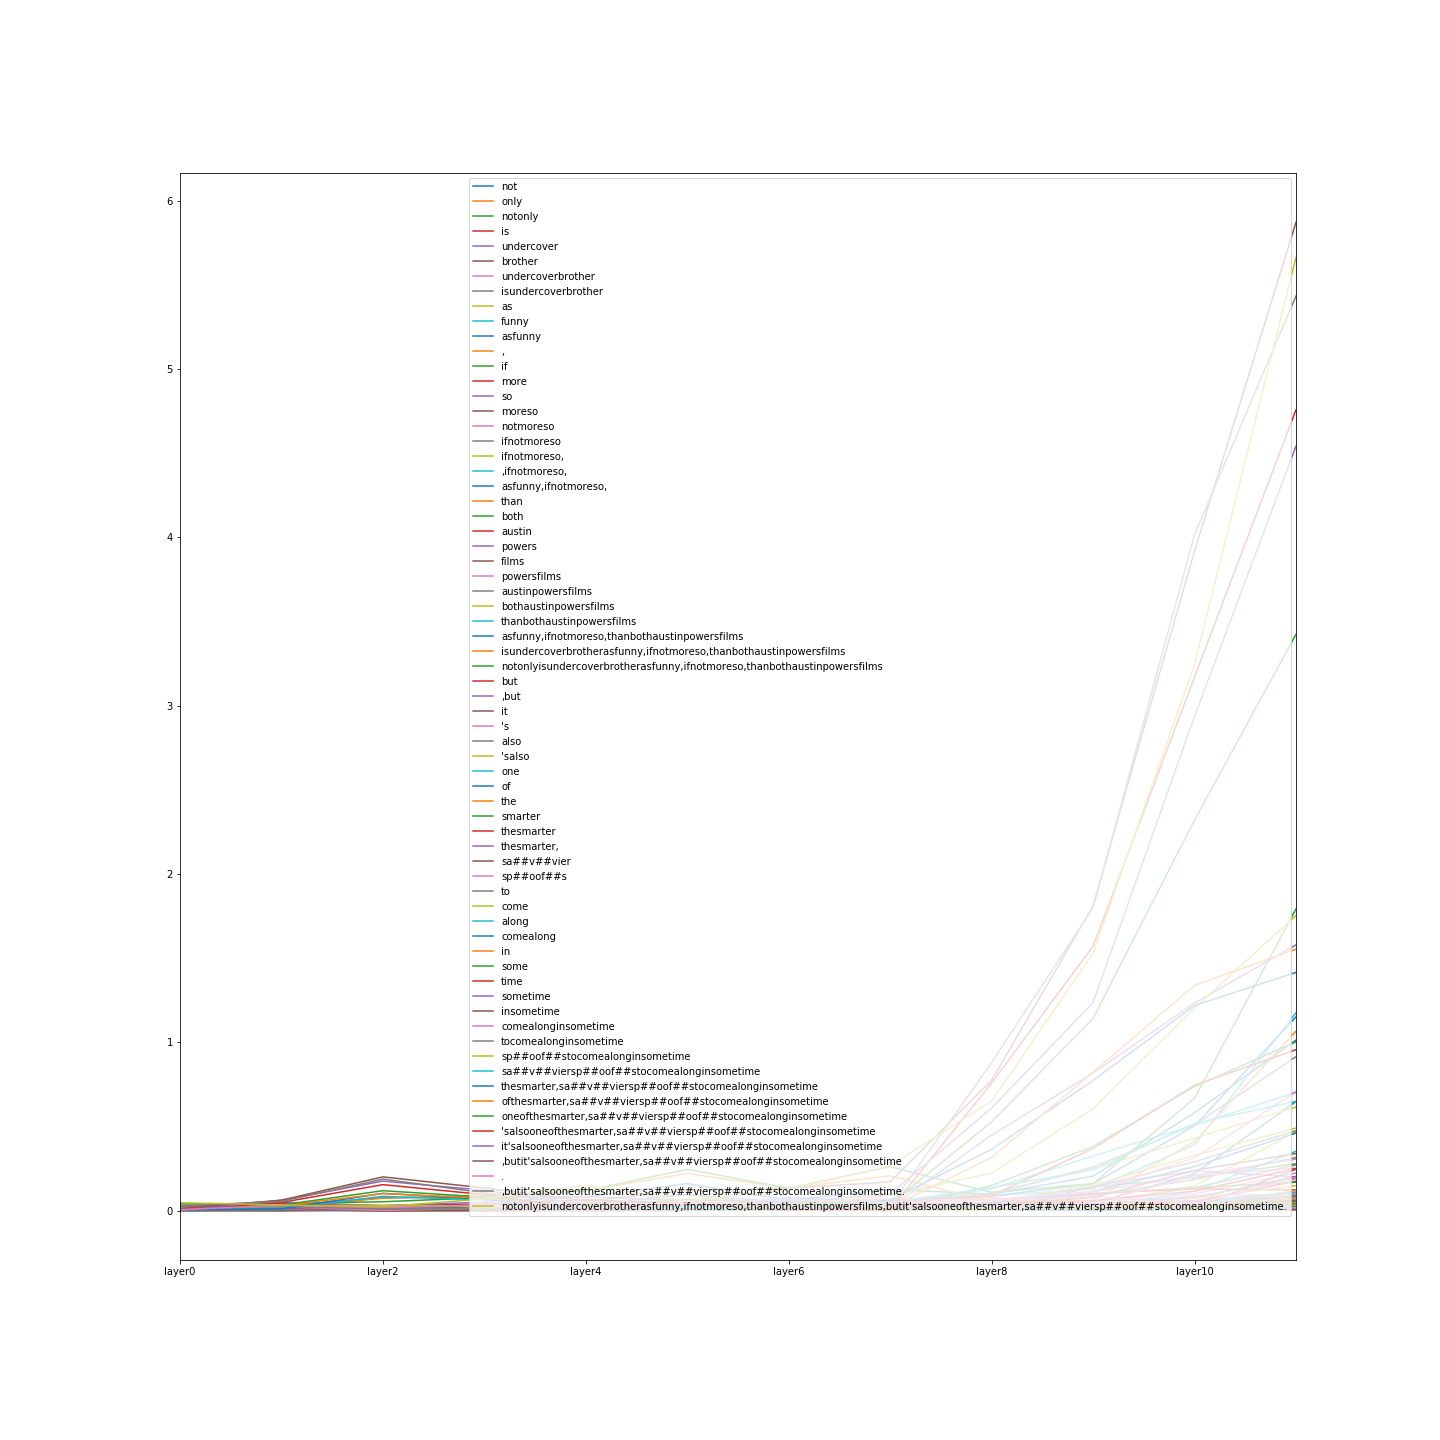 6
5
4
3
2
1
0
not
only
notonly
is
undercover
brother
undercoverbrother
isundercoverbrother
as
funny
asfunny
,
if
more
so
moreso
notmoreso
ifnotmoreso
ifnotmoreso,
,ifnotmoreso,
asfunny,ifnotmoreso,
than
both
austin
powers
films
powersfilms
austinpowersfilms
bothaustinpowersfilms
thanbothaustinpowersfilms
asfunny,ifnotmoreso,thanbothaustinpowersfilms
isundercoverbrotherasfunny,ifnotmoreso,thanbothaustinpowersfilms
notonlyisundercoverbrotherasfunny,ifnotmoreso,thanbothaustinpowersfilms
but
,but
it
's
also
'salso
one
of
the
smarter
thesmarter
thesmarter,
sa##v##vier
sp##oof##s
to
come
along
comealong
in
some
time
sometime
insometime
comealonginsometime
tocomealonginsometime
sp##oof##stocomealonginsometime
sa##v##viersp##oof##stocomealonginsometime
thesmarter,sa##v##viersp##oof##stocomealonginsometime
ofthesmarter,sa##v##viersp##oof##stocomealonginsometime
oneofthesmarter,sa##v##viersp##oof##stocomealonginsometime
'salsooneofthesmarter,sa##v##viersp##oof##stocomealonginsometime
it'salsooneofthesmarter,sa##v##viersp##oof##stocomealonginsometime
,butit'salsooneofthesmarter,sa##v##viersp##oof##stocomealonginsometime
.
,butit'salsooneofthesmarter,sa##v##viersp##oof##stocomealonginsometime.
notonlyisundercoverbrotherasfunny,ifnotmoreso,thanbothaustinpowersfilms,butit'salsooneofthesmarter,sa##v##viersp##oof##stocomealonginsometime.
layer0 layer2 layer4 layer6 layer8 layer10